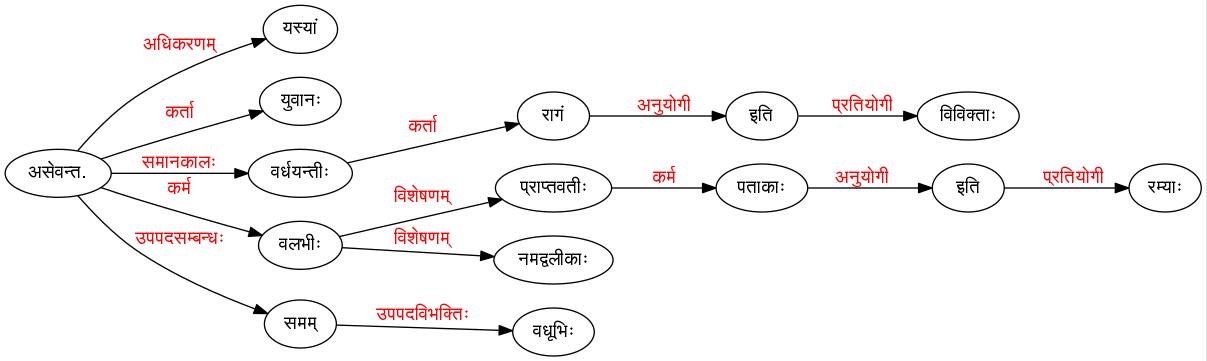 यस्यां
अधिकरणम्
युवानः
कर्ता
रागं
अनुयोगी
इति
प्रतियोगी
विविक्ताः
कर्ता
असेवन्त.
समानकालः
वर्धयन्तीः
कर्म
विशेषणम्
प्राप्तवतीः
कर्म
पताकाः
अनुयोगी
इति
प्रतियोगी
रम्याः
वलभीः
विशेषणम्
नमद्वलीकाः
उपपदसम्बन्धः
समम्
उपपदविभक्तिः
वधूभिः